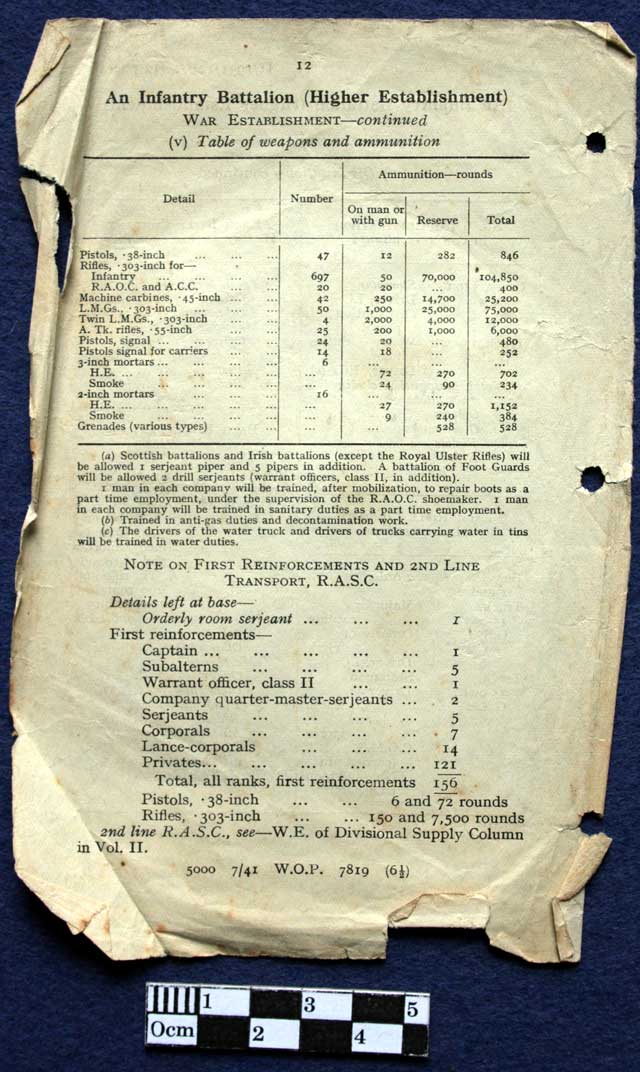 12
An Infantry Battalion (Higher Establishment)
WAR ESTABLISHMENT—continued
(v) Table of weapons and ammunition
Detail Number Ammunition—rounds
On man or with gun Reserve Total
Pistols, ·38-inch ... ... ... 47 12 282 846
Rifles, ·303-inch for—
Infantry ... ... ... ... 697 50 70,000 104,850
R.A.O.C. and A.C.C. ... ... 20 20 ... 400
Machine carbines, ·45-inch ... ... 42 250 14,700 25,200
L.M.Gs., ·303-inch ... ... ... 50 1,000 25,000 75,000
Twin L.M.Gs., ·303-inch ... ... 4 2,000 4,000 12,000
A. Tk. rifles, ·55-inch ... ... 25 200 1,000 6,000
Pistols, signal ... ... ... ... 24 20 ... 480
Pistols signal for carriers ... ... 14 18 ... 252
3-inch mortars ... ... ... ... 6 ... ... ...
H.E. ... ... ... ... ... ... 72 270 702
Smoke ... ... ... ... ... 24 90 234
2-inch mortars ... ... ... 16 ... ... ...
H.E. ... ... ... ... ... ... 27 270 1,152
Smoke ... ... ... ... ... 9 240 384
Grenades (various types) ... ... ... ... 528 528
(a) Scottish battalions and Irish battalions (except the Royal Ulster Rifles) will
be allowed 1 serjeant piper and 5 pipers in addition. A battalion of Foot Guards
will be allowed 2 drill serjeants (warrant officers, class II, in addition).
1 man in each company will be trained, after mobilization, to repair boots as a
part time employment, under the supervision of the R.A.O.C. shoemaker. 1 man
in each company will be trained in sanitary duties as a part time employment.
(b) Trained in anti-gas duties and decontamination work.
(c) The drivers of the water truck and drivers of trucks carrying water in tins
will be trained in water duties.
NOTE ON FIRST REINFORCEMENTS AND 2ND LINE
TRANSPORT, R.A.S.C.
Details left at base—
Orderly room serjeant ... ... ... 1
First reinforcements—
Captain ... ... ... ... ... 1
Subalterns ... ... ... ... 5
Warrant officer, class II ... ... 1
Company quarter-master-serjeants ... 2
Serjeants ... ... ... ... 5
Corporals ... ... ... ... 7
Lance-corporals ... ... ... 14
Privates... ... ... ... ... 121
Total, all ranks, first reinforcements 156
Pistols, ·38-inch ... ... 6 and 72 rounds
Rifles, ·303-inch ... ... 150 and 7,500 rounds
2nd line R.A.S.C., see—W.E. of Divisional Supply Column
in Vol. II.
5000 7/41 W.O.P. 7819 (6½)
0cm 1 2 3 4 5